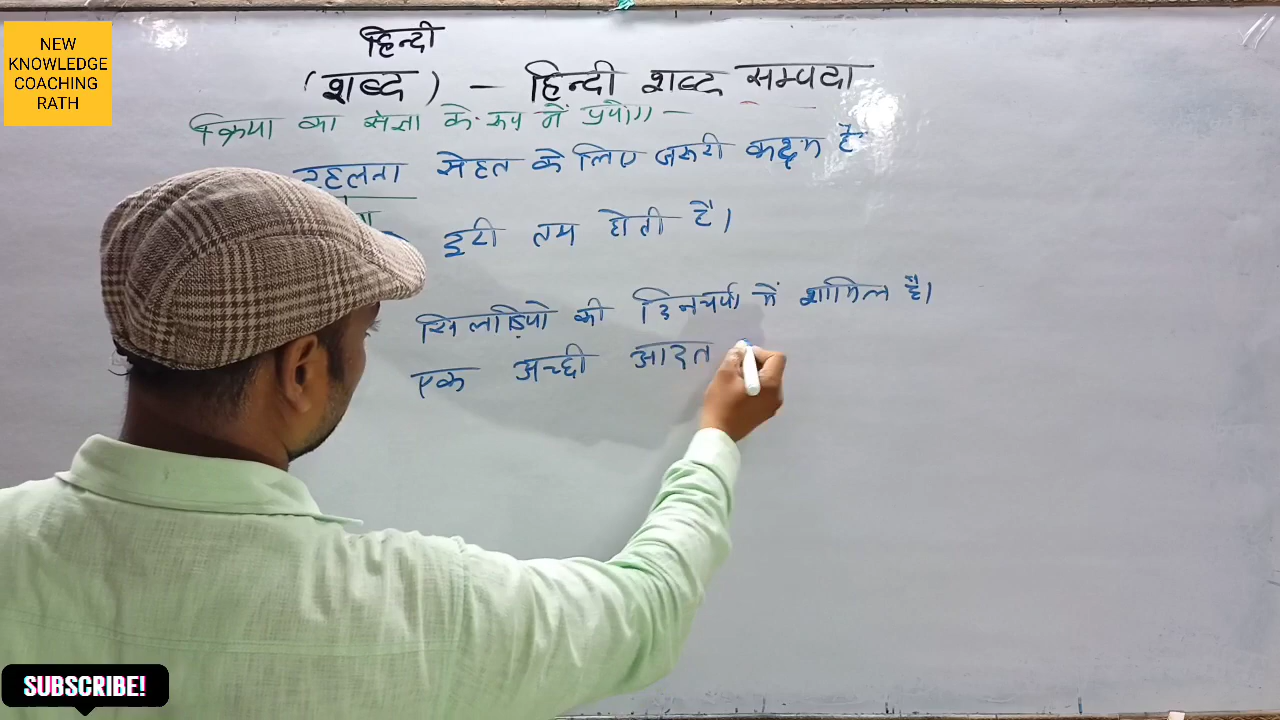 NEW
KNOWLEDGE
COACHING
RATH
हिन्दी
(शब्द) - हिन्दी शब्द सम्पदा
क्रिया का संज्ञा के रूप में प्रयोग -
टहलना सेहत के लिए जरूरी कदम है
दूरी तय होती है।
खिलाड़ियो की दिनचर्या में शामिल है।
एक अच्छी आदत
SUBSCRIBE!